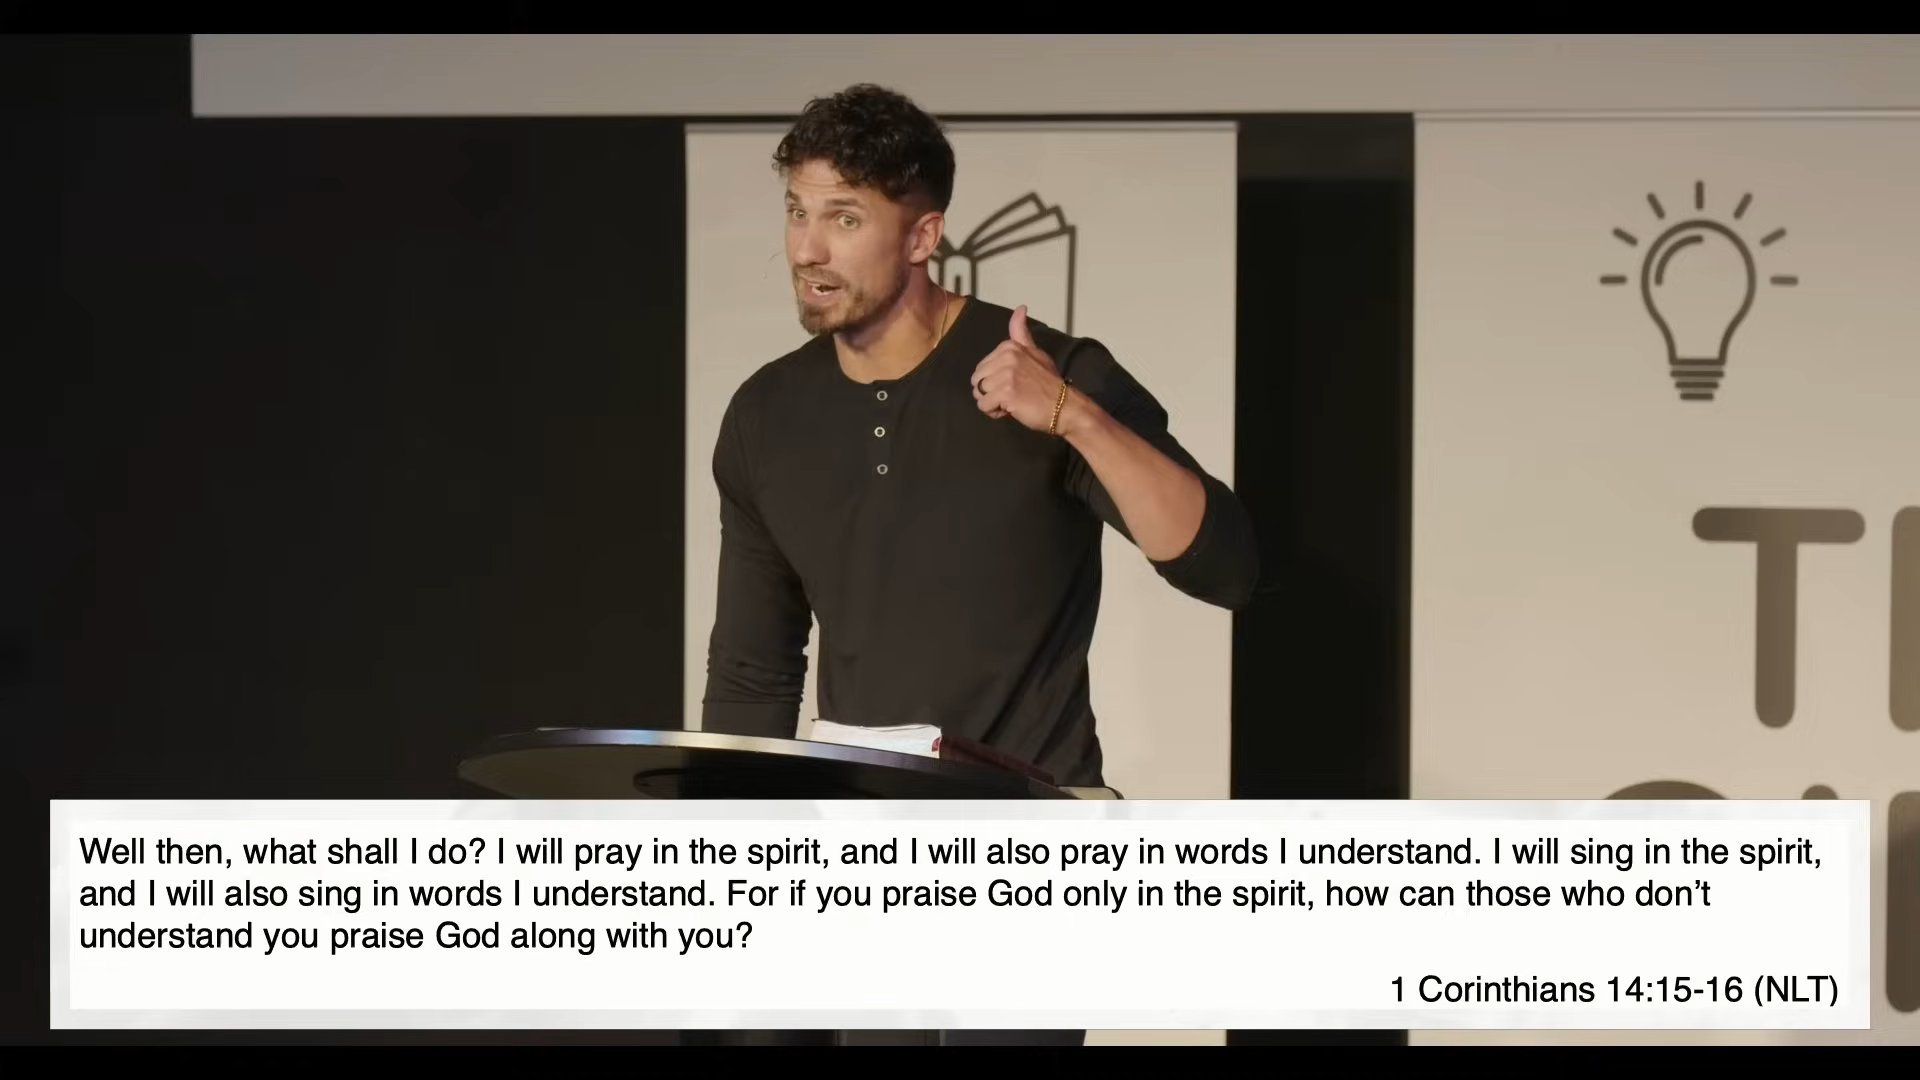 Well then, what shall I do? I will pray in the spirit, and I will also pray in words I understand. I will sing in the spirit,
and I will also sing in words I understand. For if you praise God only in the spirit, how can those who don’t
understand you praise God along with you?
1 Corinthians 14:15-16 (NLT)